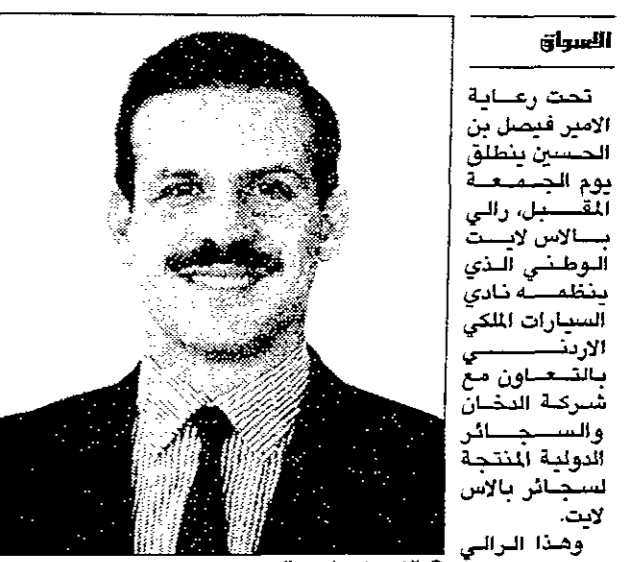 الاسواق
تحت رعاية
الامير فيصل بن
الحسين ينطلق
يوم الجمعة
المقبل، رالي
بالاس لايت
الوطني الذي
ينظمه نادي
السيارات الملكي
الاردني
بالتعاون مع
شركة الدخان
والسجائر
الدولية المنتجة
لسجائر بالاس
لايت.
وهذا الرالي